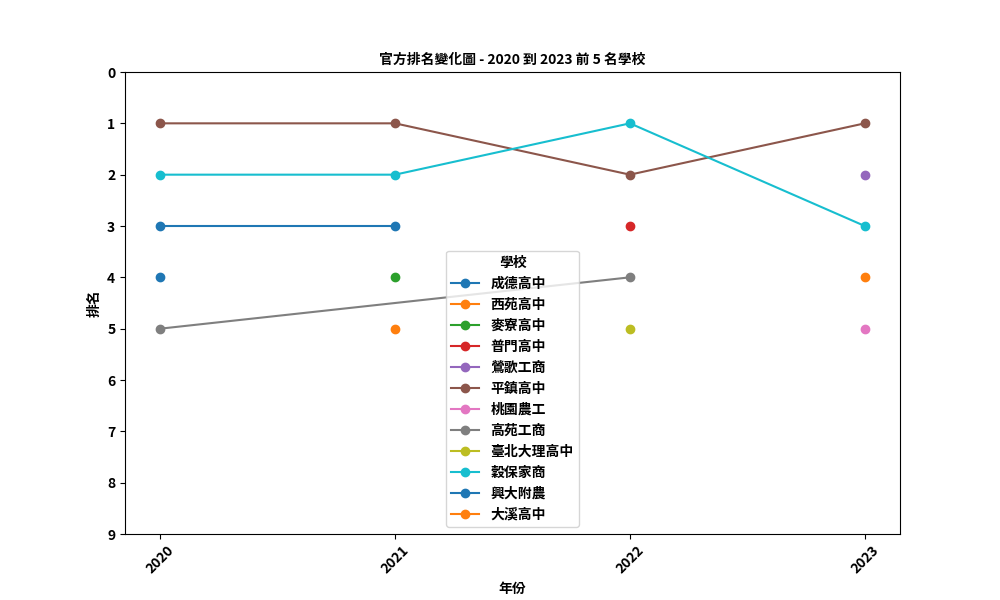 官方排名變化圖 - 2020 到 2023 前 5 名學校
0
1
2
3
4
5
6
7
8
9
排名
學校
成德高中
西苑高中
麥寮高中
普門高中
鶯歌工商
平鎮高中
桃園農工
高苑工商
臺北大理高中
穀保家商
興大附農
大溪高中
2020
2021
2022
2023
年份